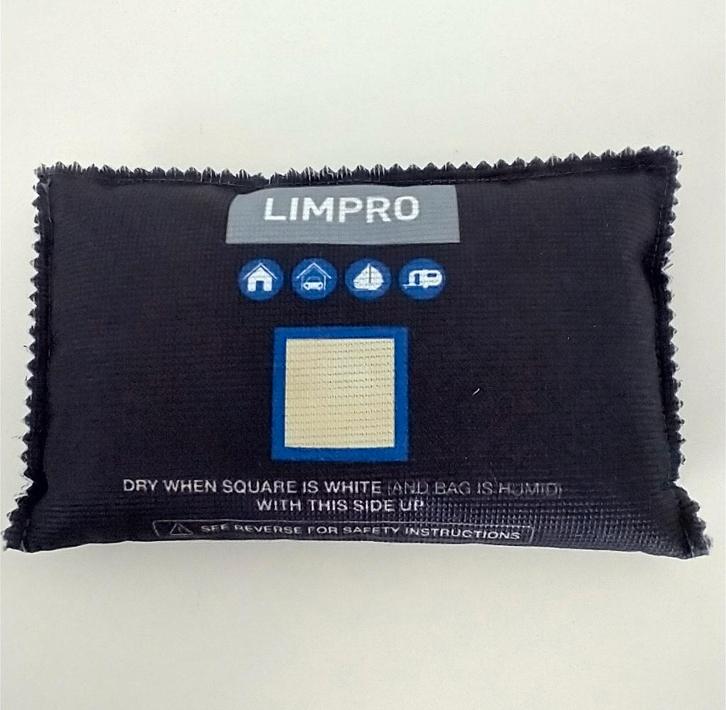 LIMPRO
DRY WHEN SQUARE IS WHITE (AND BAG IS HUMID)
WITH THIS SIDE UP
SEE REVERSE FOR SAFETY INSTRUCTIONS